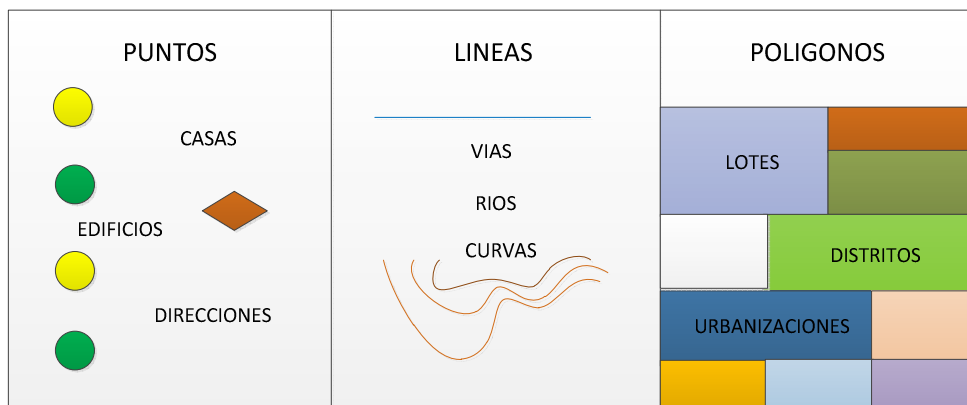 PUNTOS
CASAS
EDIFICIOS
DIRECCIONES
LINEAS
VIAS
RIOS
CURVAS
POLIGONOS
LOTES
DISTRITOS
URBANIZACIONES